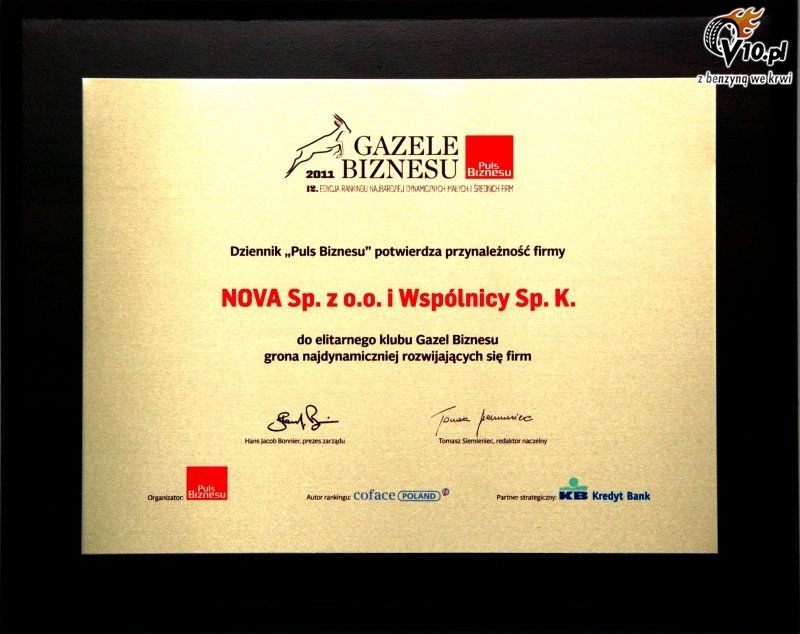 V10.pl
z benzyną we krwi
GAZELE
2011 BIZNESU
Puls
Biznesu
12. EDYCJA RANKINGU NAJBARDZIEJ DYNAMICZNYCH MAŁYCH I ŚREDNICH FIRM
Dziennik „Puls Biznesu” potwierdza przynależność firmy
NOVA Sp. z o.o. i Wspólnicy Sp. K.
do elitarnego klubu Gazel Biznesu
grona najdynamiczniej rozwijających się firm
Hans Jacob Bonnier, prezes zarządu
Tomasz Siemieniec, redaktor naczelny
Organizator: Puls Biznesu
Autor rankingu: coface POLAND
Partner strategiczny: KB Kredyt Bank